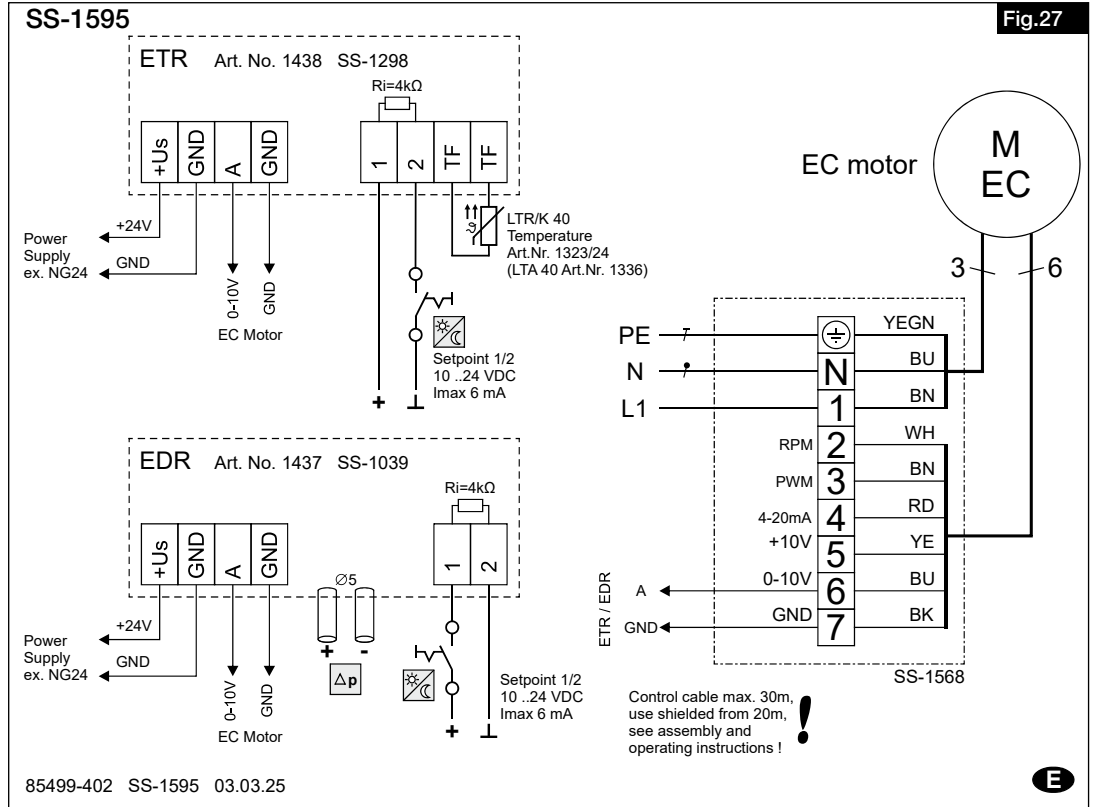 SS-1595
Fig.27
ETR Art. No. 1438 SS-1298
Ri=4kΩ
+Us
GND
A
GND
1
2
TF
TF
+24V
Power
Supply
ex. NG24
GND
0-10V
GND
EC Motor
ϑ
LTR/K 40
Temperature
Art.Nr. 1323/24
(LTA 40 Art.Nr. 1336)
Setpoint 1/2
10 ..24 VDC
Imax 6 mA
+
EDR Art. No. 1437 SS-1039
Ri=4kΩ
+Us
GND
A
GND
Ø5
1
2
+24V
Power
Supply
ex. NG24
GND
0-10V
GND
EC Motor
+ -
Δp
Setpoint 1/2
10 ..24 VDC
Imax 6 mA
+
EC motor
M
EC
3
6
PE
YEGN
N
N
BU
L1
1
BN
RPM
2
WH
PWM
3
BN
4-20mA
4
RD
+10V
5
YE
ETR / EDR
A
0-10V
6
BU
GND
GND
7
BK
SS-1568
Control cable max. 30m,
use shielded from 20m,
see assembly and
operating instructions !
!
85499-402 SS-1595 03.03.25
E